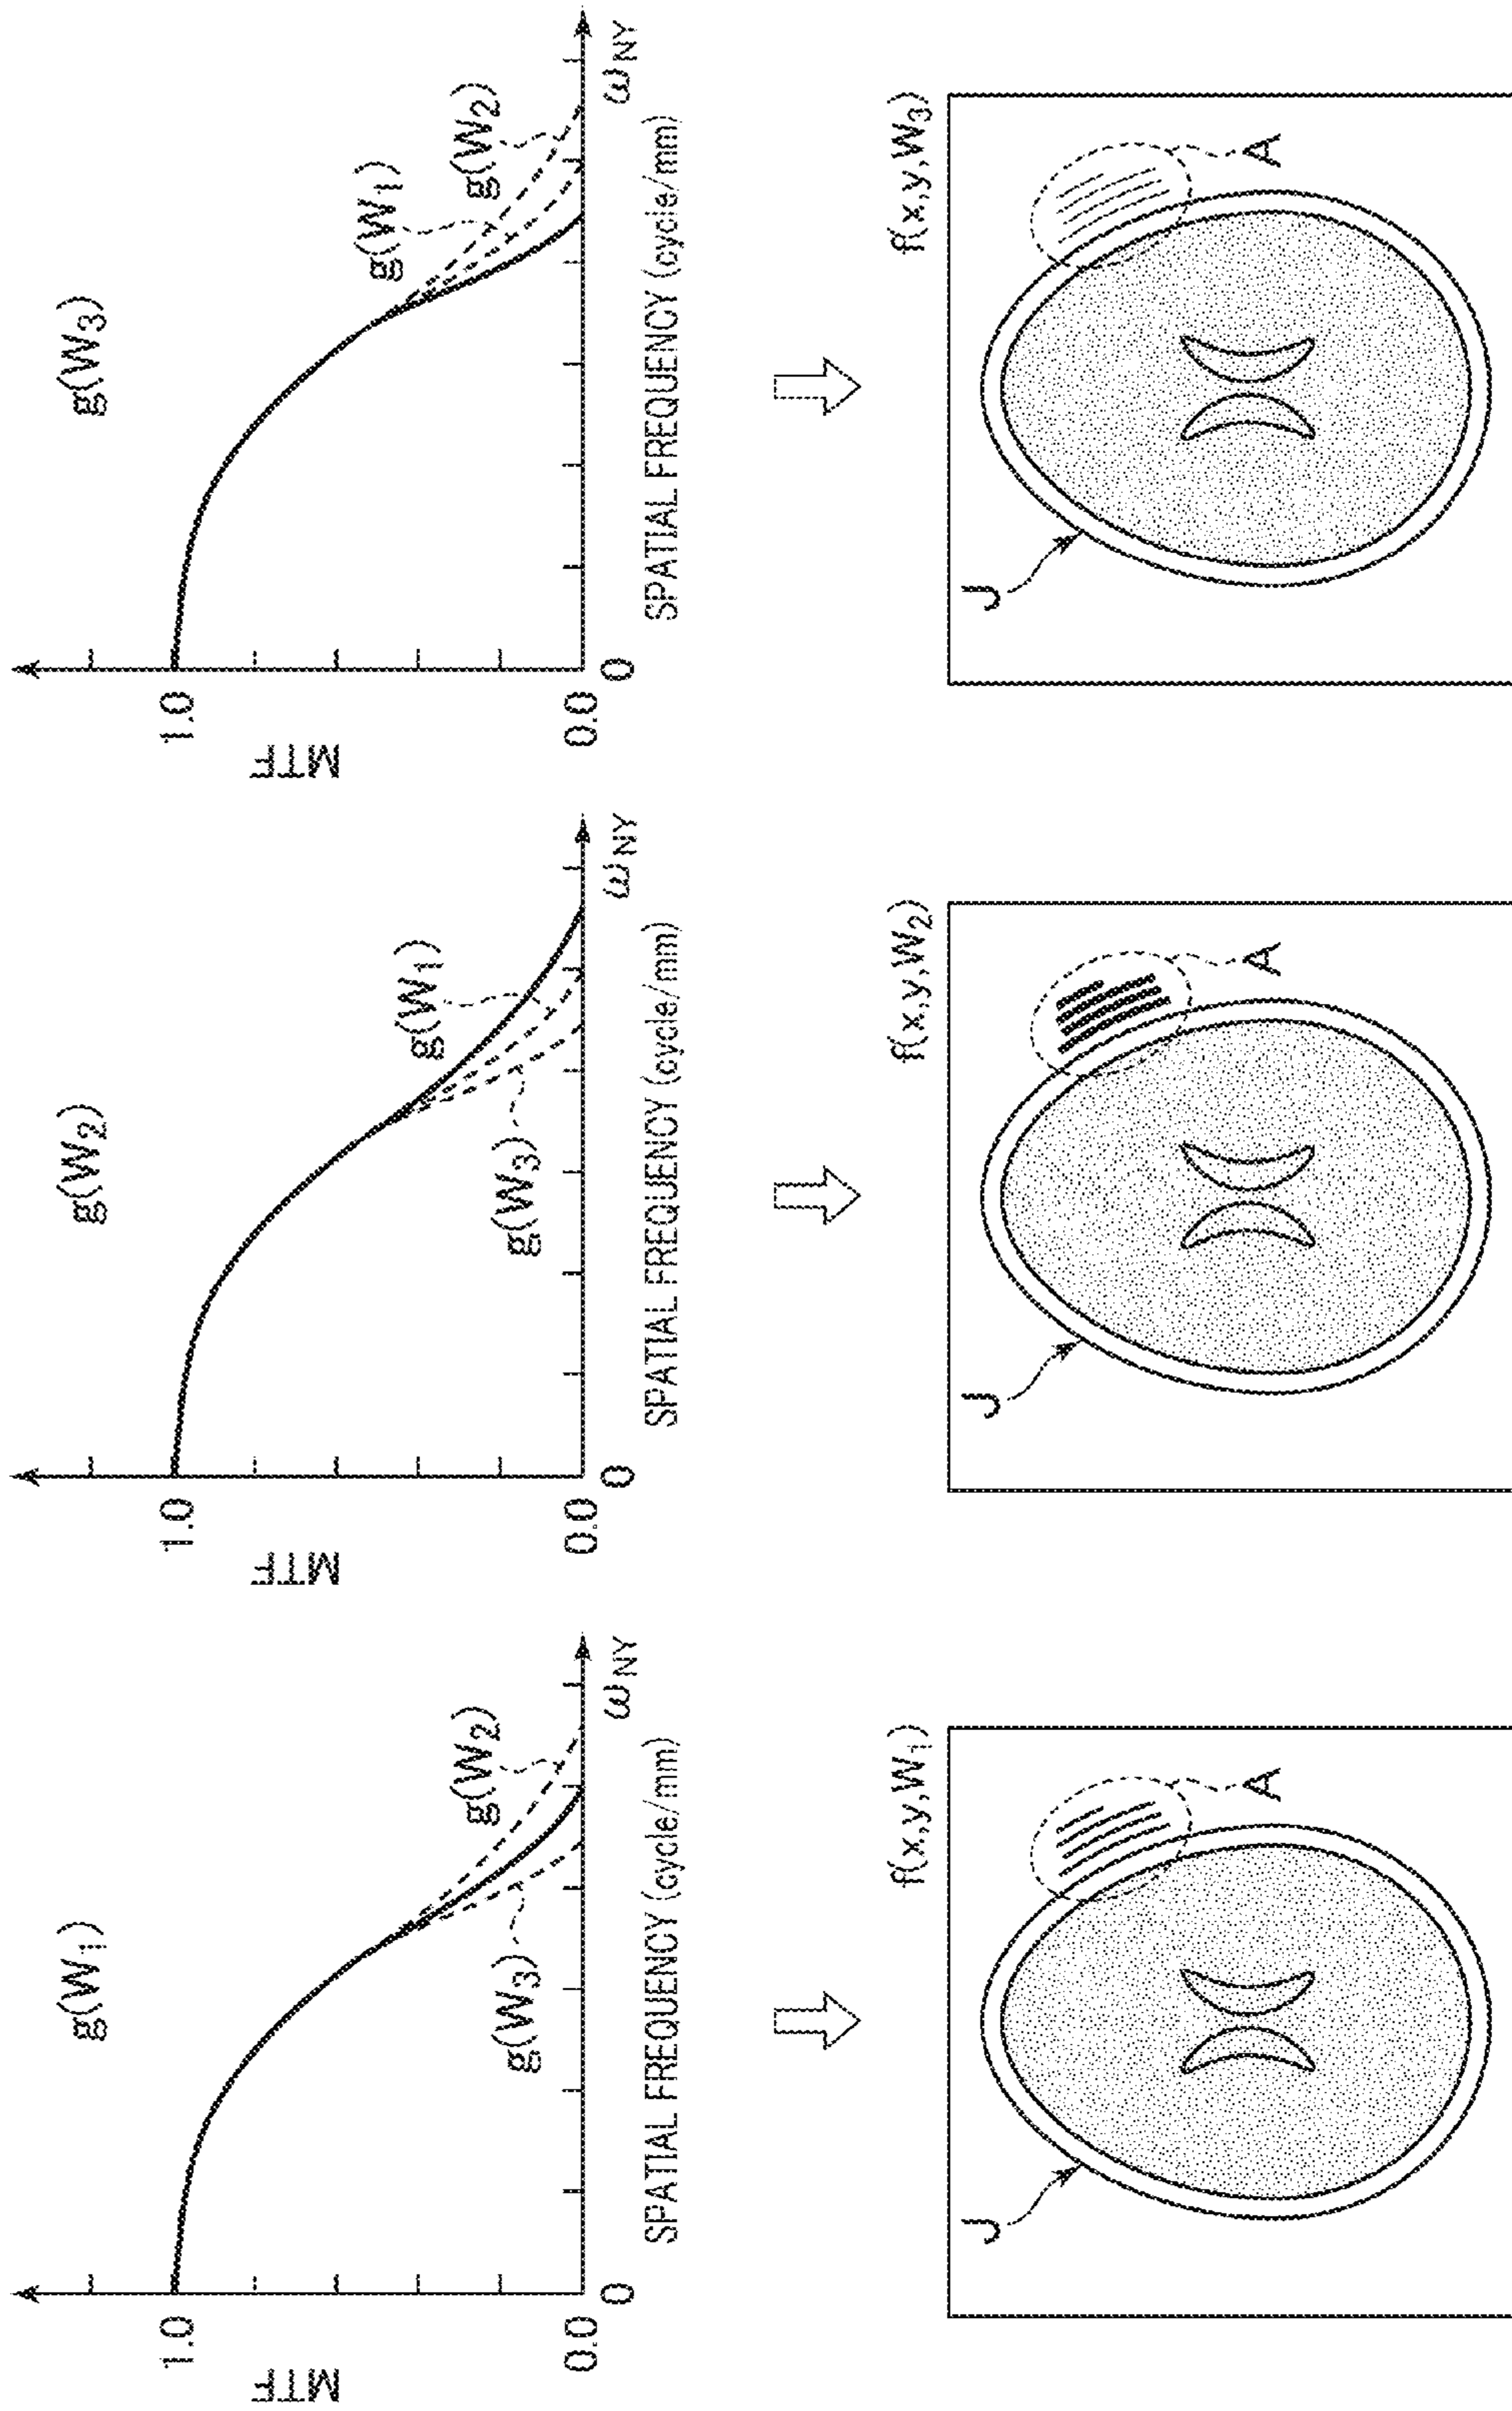 g(W1)
1.0
MTF
0.0
0
g(W3)
g(W2)
ωNY
SPATIAL FREQUENCY (cycle/mm)
f(x,y,W1)
J
A
g(W2)
1.0
MTF
0.0
0
g(W3)
g(W1)
ωNY
SPATIAL FREQUENCY (cycle/mm)
f(x,y,W2)
J
A
g(W3)
1.0
MTF
0.0
0
g(W1)
g(W2)
ωNY
SPATIAL FREQUENCY (cycle/mm)
f(x,y,W3)
J
A